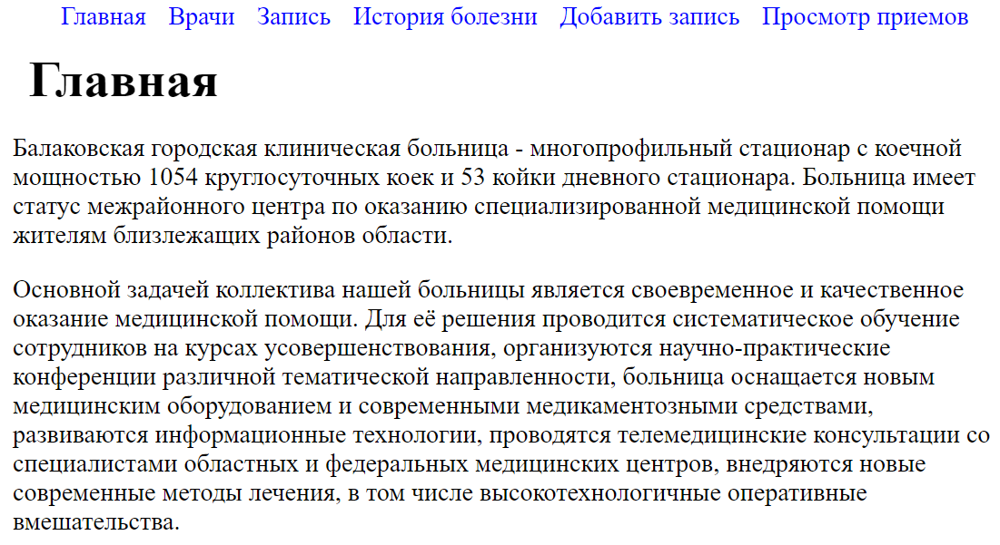 Главная Врачи Запись История болезни Добавить запись Просмотр приемов
Главная
Балаковская городская клиническая больница - многопрофильный стационар с коечной
мощностью 1054 круглосуточных коек и 53 койки дневного стационара. Больница имеет
статус межрайонного центра по оказанию специализированной медицинской помощи
жителям близлежащих районов области.
Основной задачей коллектива нашей больницы является своевременное и качественное
оказание медицинской помощи. Для её решения проводится систематическое обучение
сотрудников на курсах усовершенствования, организуются научно-практические
конференции различной тематической направленности, больница оснащается новым
медицинским оборудованием и современными медикаментозными средствами,
развиваются информационные технологии, проводятся телемедицинские консультации со
специалистами областных и федеральных медицинских центров, внедряются новые
современные методы лечения, в том числе высокотехнологичные оперативные
вмешательства.